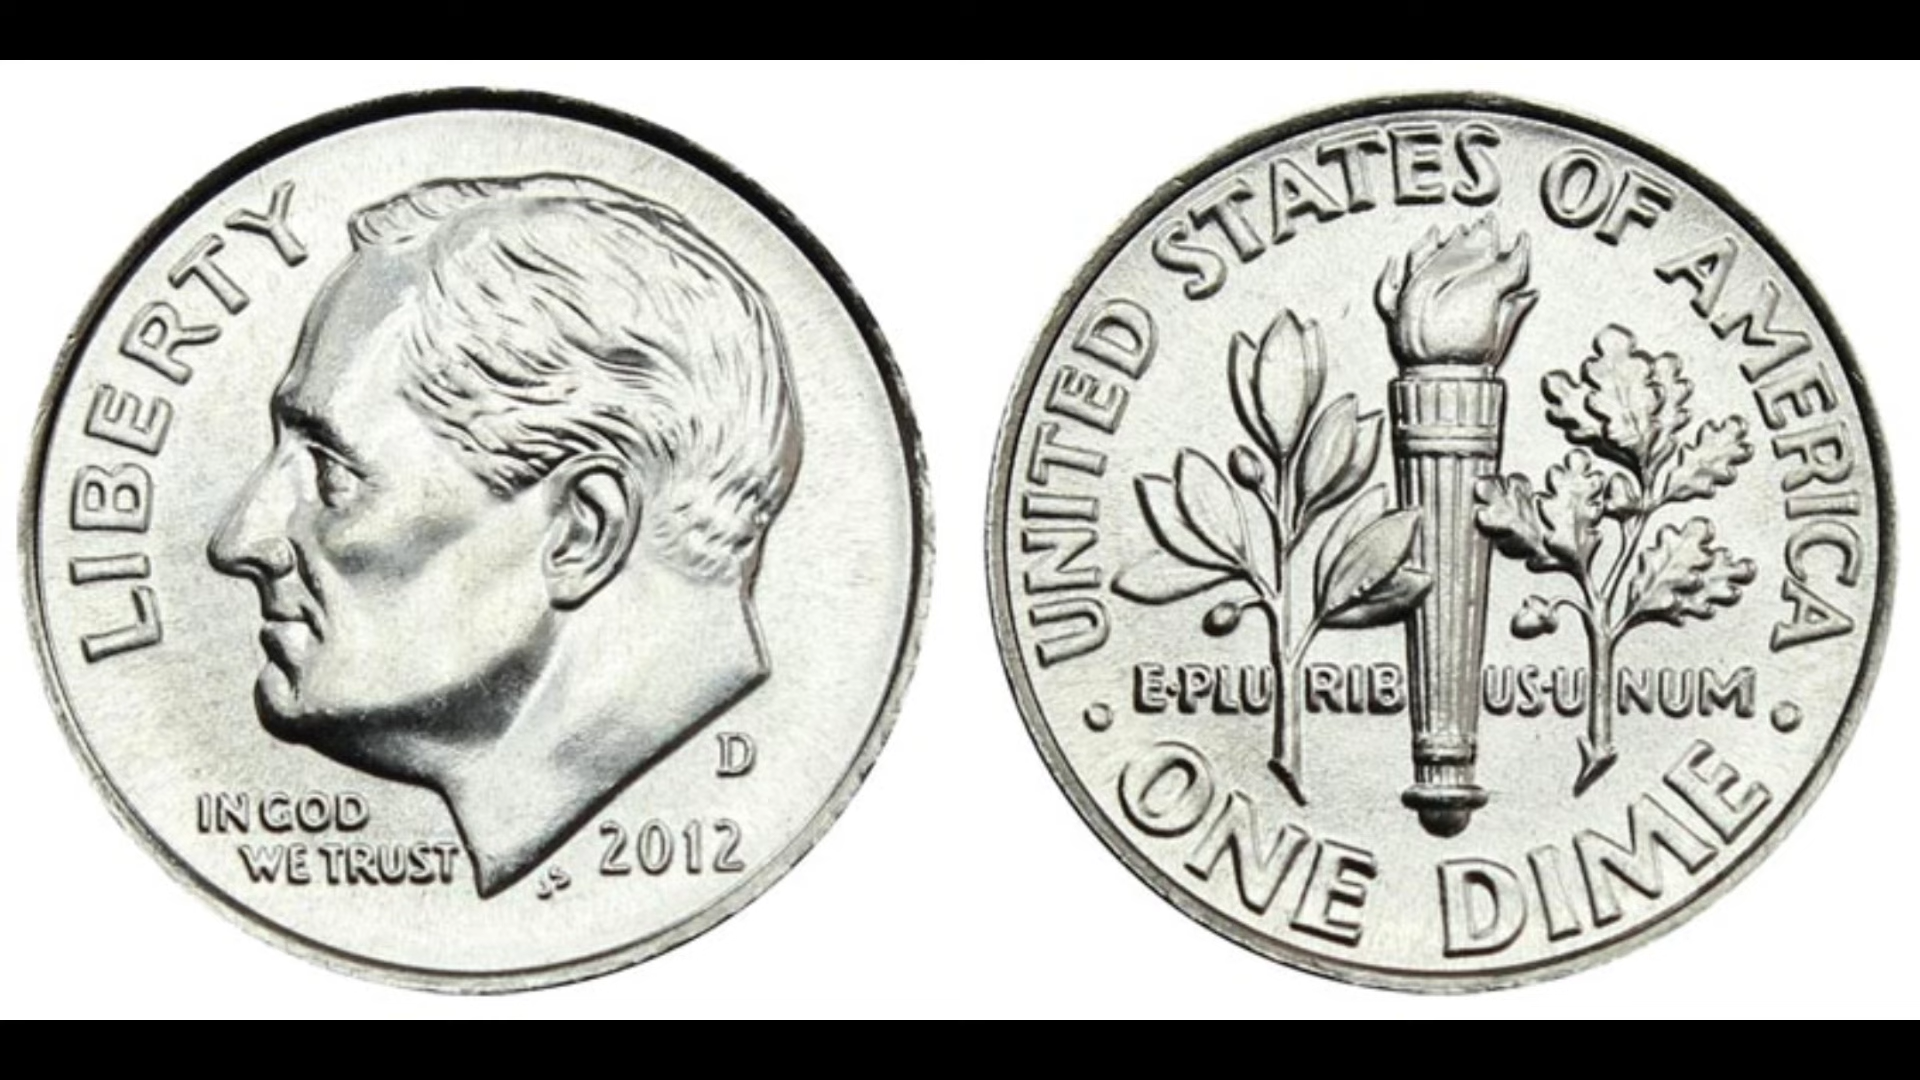 LIBERTY
IN GOD
WE TRUST
JS
2012
D
UNITED STATES OF AMERICA
E·PLU RIB US·U NUM
· ONE DIME ·